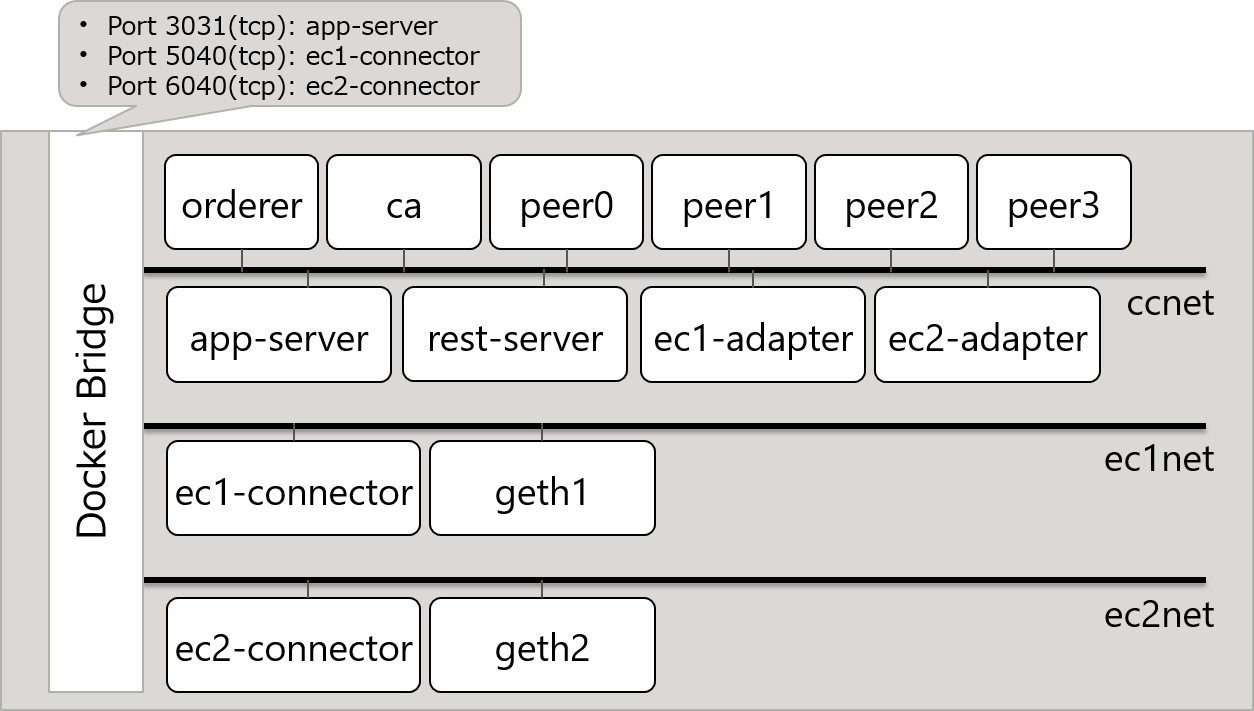 • Port 3031(tcp): app-server
• Port 5040(tcp): ec1-connector
• Port 6040(tcp): ec2-connector
Docker Bridge
orderer
ca
peer0
peer1
peer2
peer3
ccnet
app-server
rest-server
ec1-adapter
ec2-adapter
ec1net
ec1-connector
geth1
ec2net
ec2-connector
geth2